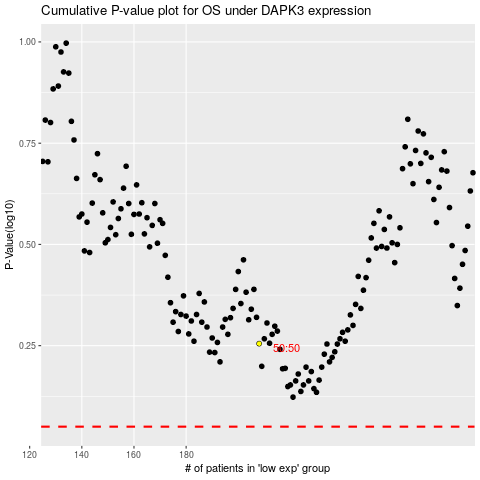 Cumulative P-value plot for OS under DAPK3 expression
P-Value(log10)
1.00
0.75
0.50
0.25
50:50
120 140 160 180
# of patients in 'low exp' group